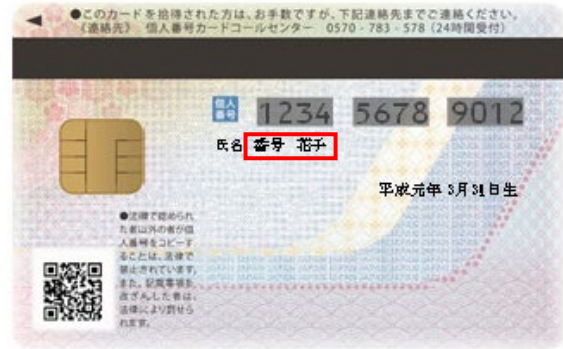 ●このカードを拾得された方は、お手数ですが、下記連絡先までご連絡ください。
《連絡先》 個人番号カードコールセンター 0570-783-578 (24時間受付)
個人番号 1234 5678 9012
氏名 番号 花子
平成元年 3月31日生
●法律で認められ
た者以外の者が個
人番号をコピーす
ることは、法律で
禁止されています。
また、記載事項を
改ざんした者は、
法律により罰せら
れます。